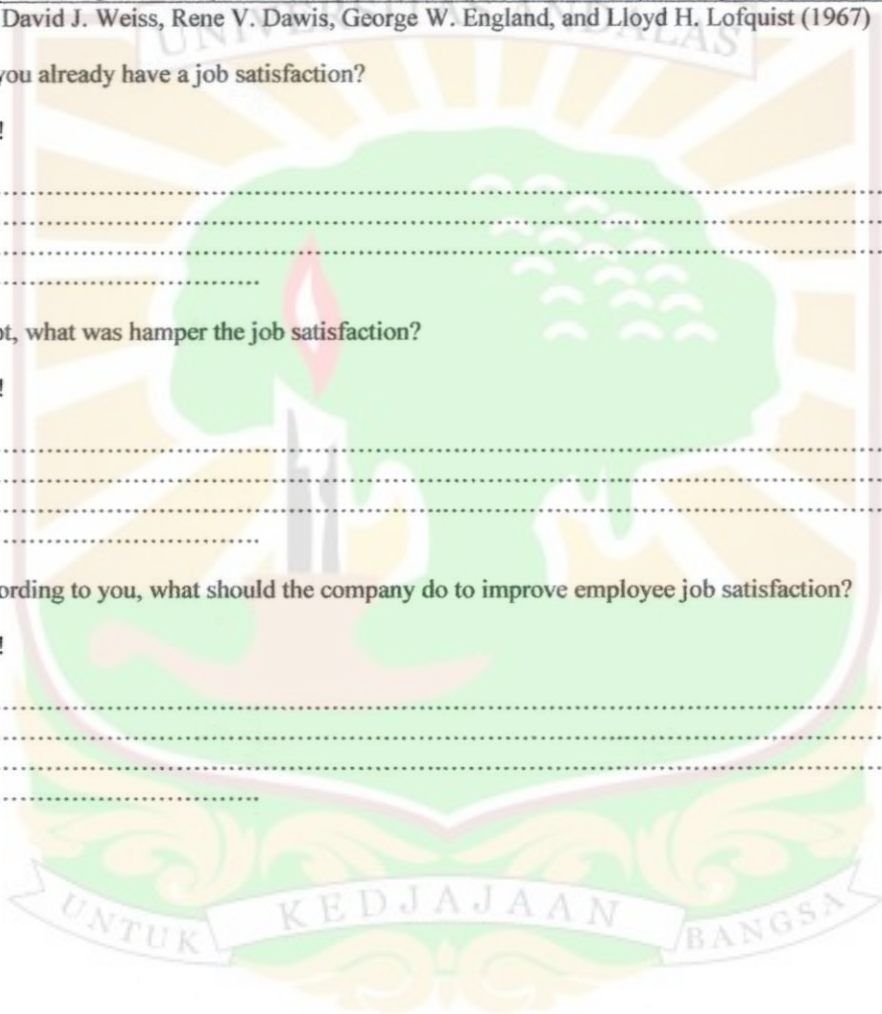 David J. Weiss, Rene V. Dawis, George W. England, and Lloyd H. Lofquist (1967)
UNIVERSITAS ANDALAS
you already have a job satisfaction?
!
................................................................................
................................................................................
................................................................................
........................................
ot, what was hamper the job satisfaction?
!
................................................................................
................................................................................
................................................................................
........................................
ording to you, what should the company do to improve employee job satisfaction?
!
................................................................................
................................................................................
................................................................................
........................................
UNTUK KEDJAJAAN BANGSA